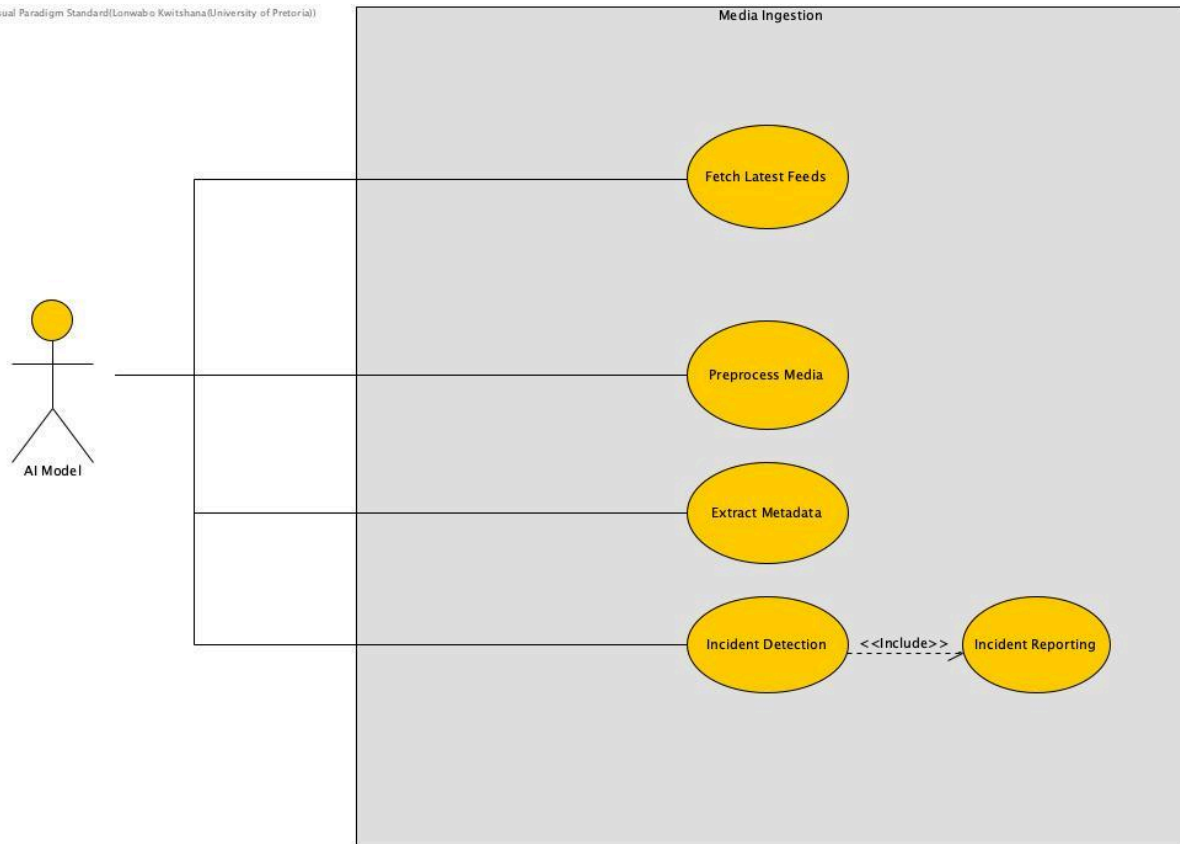 sual Paradigm Standard(Lonwabo Kwitshana(University of Pretoria))
Media Ingestion
Fetch Latest Feeds
Preprocess Media
AI Model
Extract Metadata
Incident Detection
<<Include>>
Incident Reporting